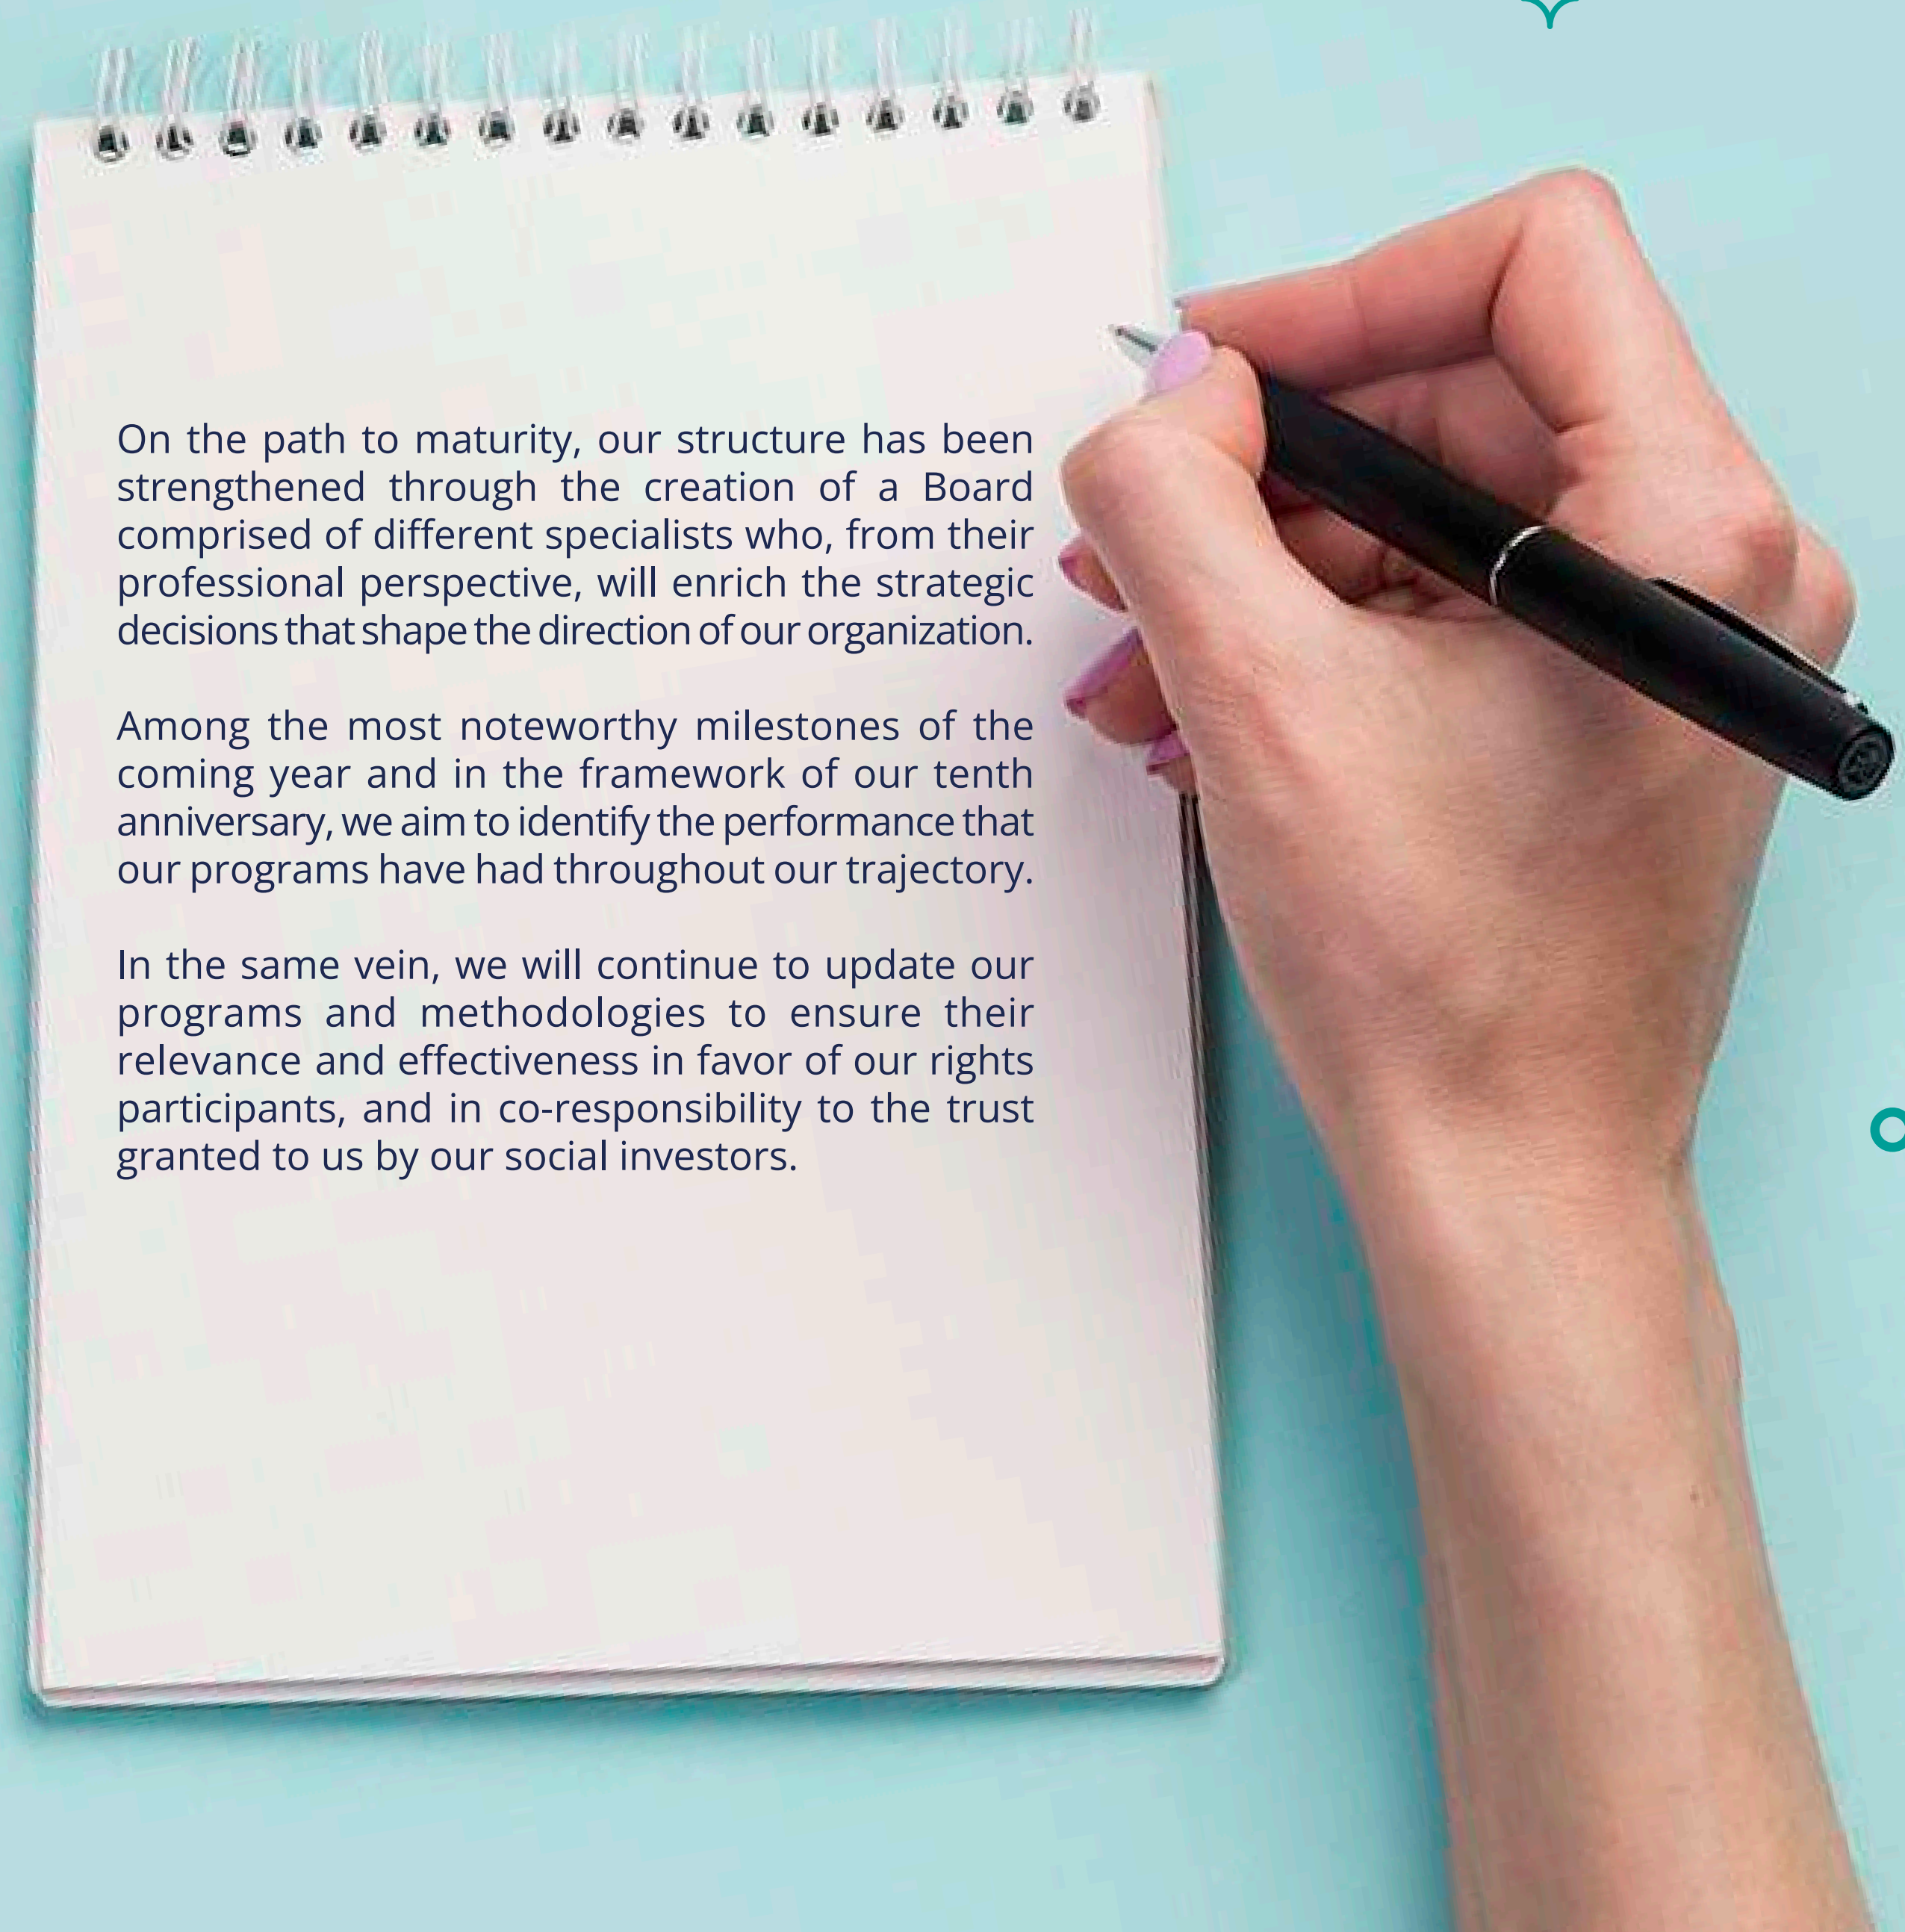 On the path to maturity, our structure has been
strengthened through the creation of a Board
comprised of different specialists who, from their
professional perspective, will enrich the strategic
decisions that shape the direction of our organization.
Among the most noteworthy milestones of the
coming year and in the framework of our tenth
anniversary, we aim to identify the performance that
our programs have had throughout our trajectory.
In the same vein, we will continue to update our
programs and methodologies to ensure their
relevance and effectiveness in favor of our rights
participants, and in co-responsibility to the trust
granted to us by our social investors.